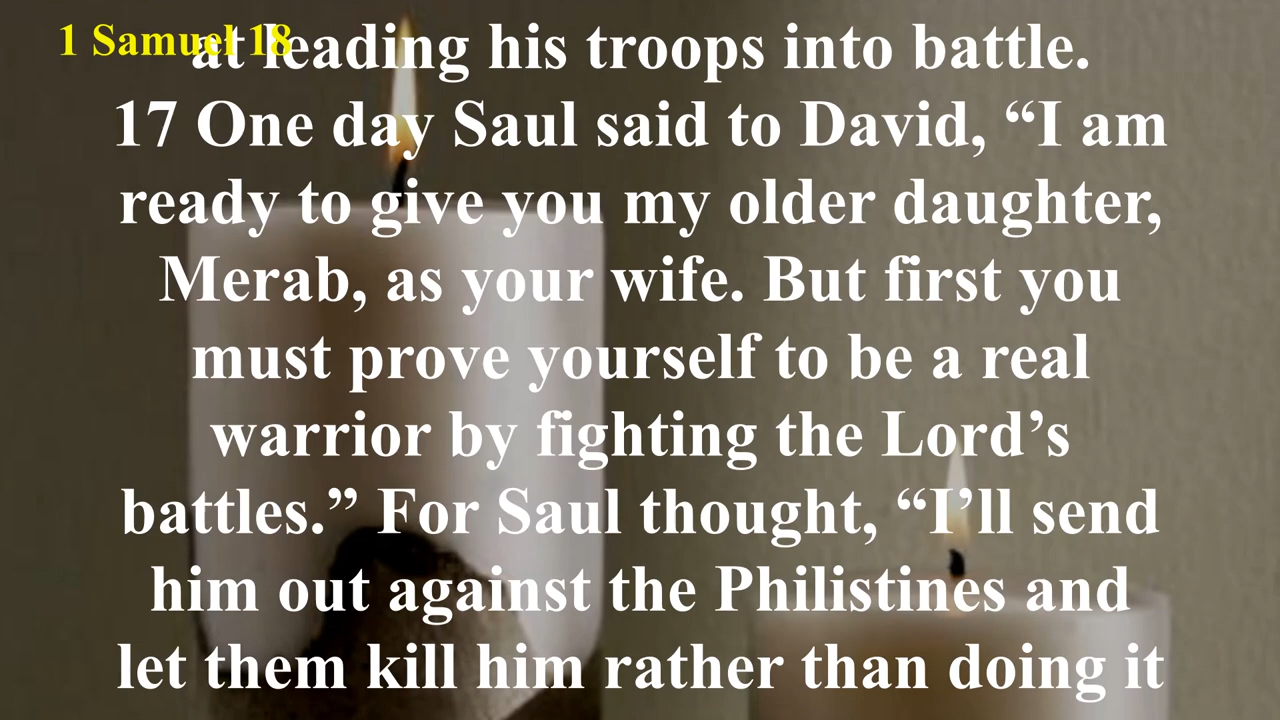 1 Samuel 18
at leading his troops into battle.
17 One day Saul said to David, “I am
ready to give you my older daughter,
Merab, as your wife. But first you
must prove yourself to be a real
warrior by fighting the Lord’s
battles.” For Saul thought, “I’ll send
him out against the Philistines and
let them kill him rather than doing it